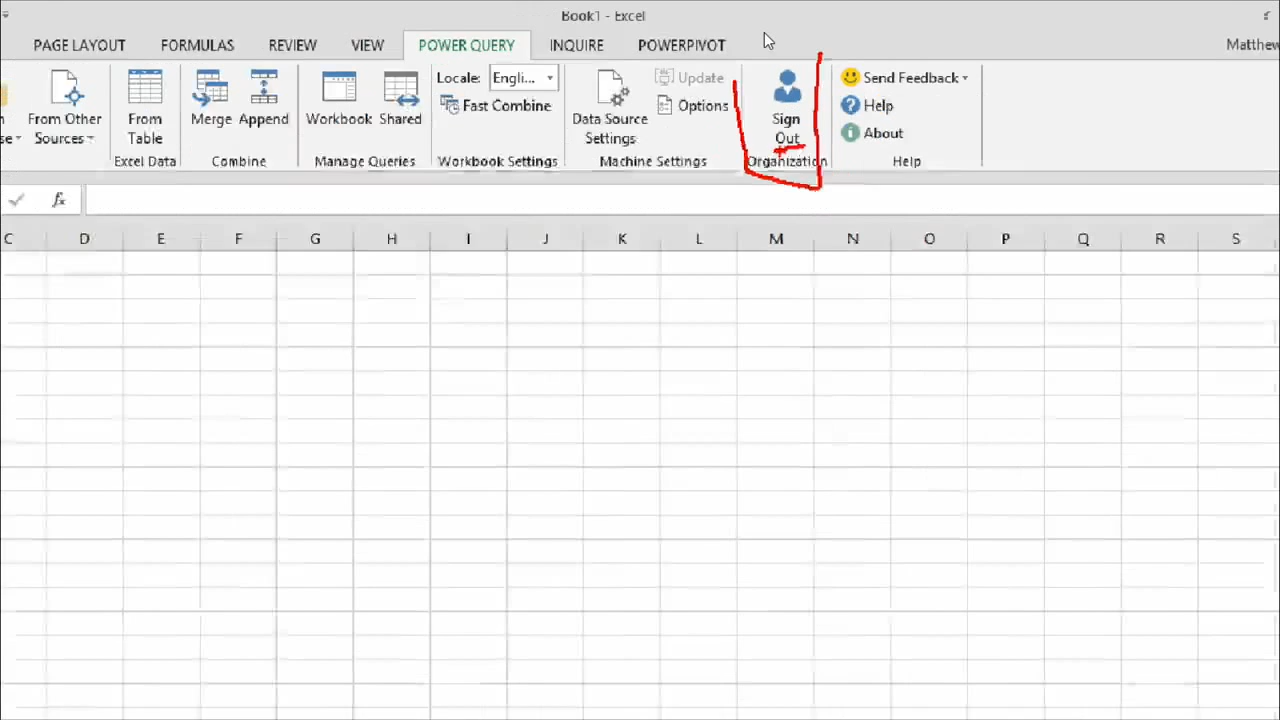 Book1 - Excel
PAGE LAYOUT FORMULAS REVIEW VIEW POWER QUERY INQUIRE POWERPIVOT Matthew
From Other Sources
From Table
Merge Append
Workbook Shared
Locale: Engli...
Fast Combine
Data Source Settings
Update
Options
Sign Out
Send Feedback
Help
About
Excel Data Combine Manage Queries Workbook Settings Machine Settings Organization Help
fx
C D E F G H I J K L M N O P Q R S